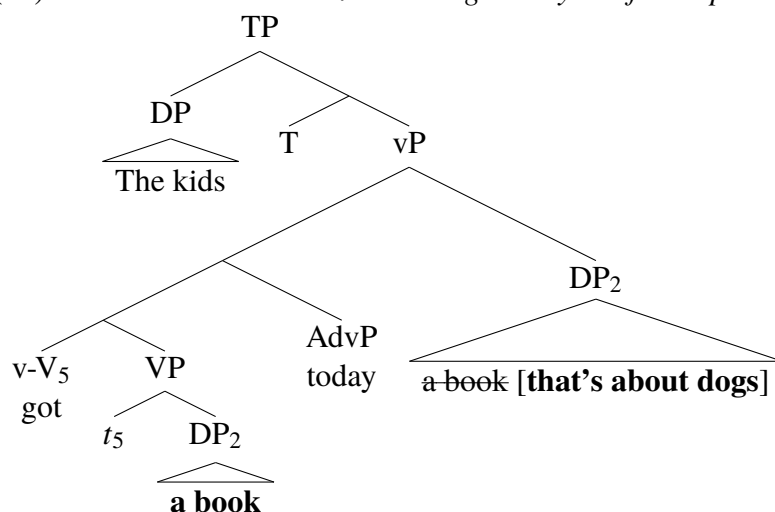 TP
DP
T
vP
The kids
DP₂
v-V₅
VP
AdvP
got
today
a book [that's about dogs]
t₅
DP₂
a book